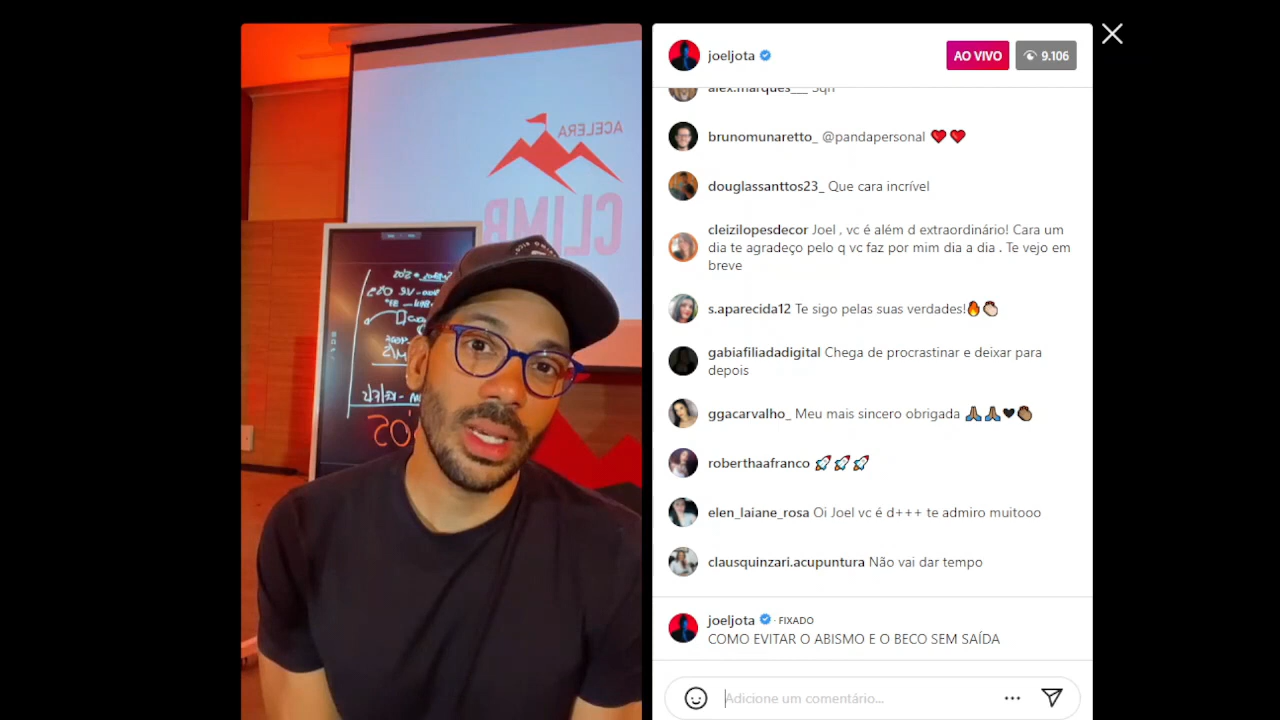 joeljota
AO VIVO
9.106
alex.marques___ Sqn
brunomunaretto_ @pandapersonal ❤️❤️
douglassanttos23_ Que cara incrível
cleizilopesdecor Joel , vc é além d extraordinário! Cara um
dia te agradeço pelo q vc faz por mim dia a dia . Te vejo em
breve
s.aparecida12 Te sigo pelas suas verdades!🔥👏🏻
gabiafiliadadigital Chega de procrastinar e deixar para
depois
ggacarvalho_ Meu mais sincero obrigada 🙏🏽🙏🏽🖤👏🏽
roberthaafranco 🚀🚀🚀
elen_laiane_rosa Oi Joel vc é d+++ te admiro muitooo
clausquinzari.acupuntura Não vai dar tempo
joeljota · FIXADO
COMO EVITAR O ABISMO E O BECO SEM SAÍDA
Adicione um comentário...
ACELERA
CLIMB